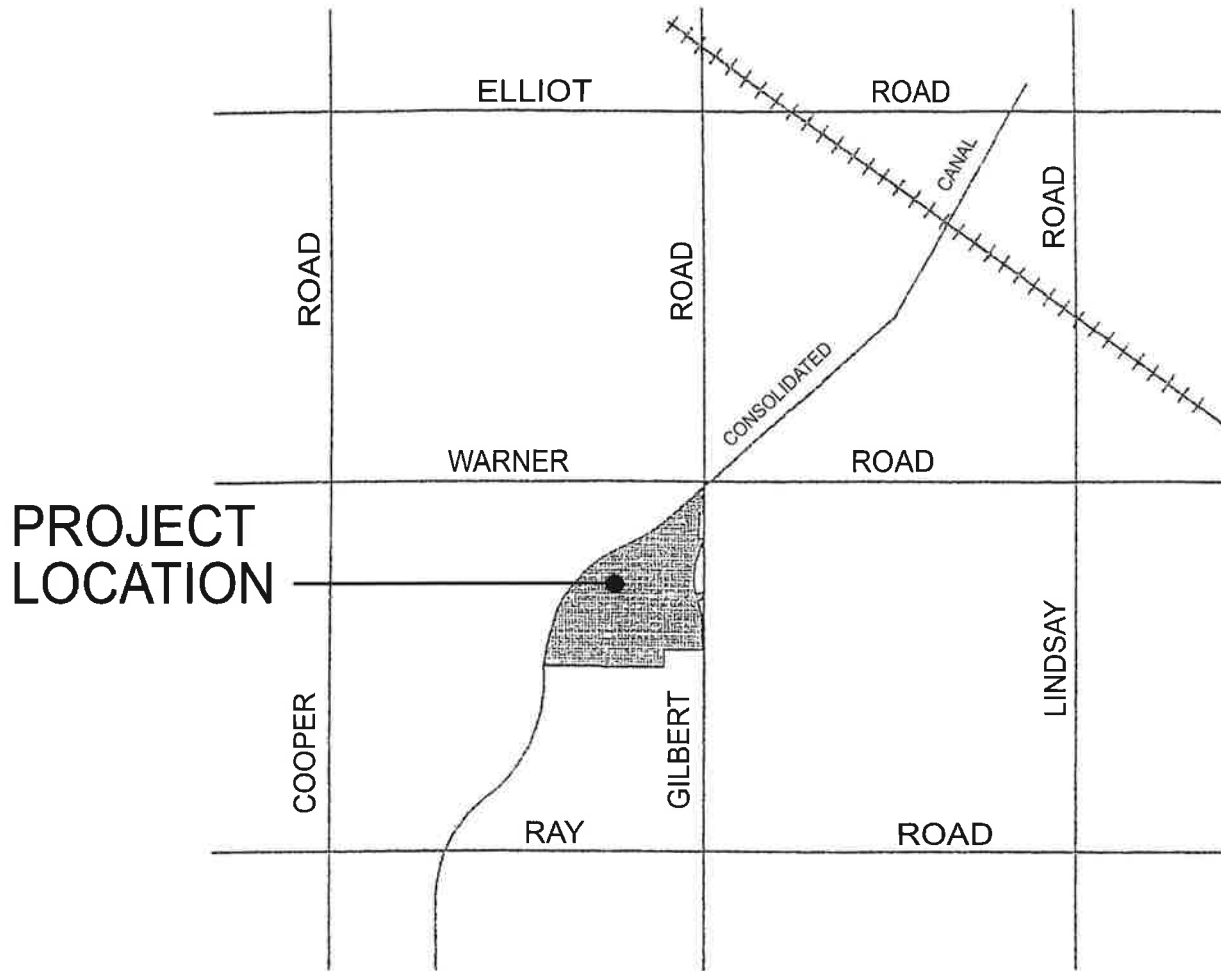 ELLIOT ROAD
CANAL
ROAD
ROAD
ROAD
CONSOLIDATED
WARNER ROAD
PROJECT
LOCATION
COOPER
GILBERT
LINDSAY
RAY ROAD